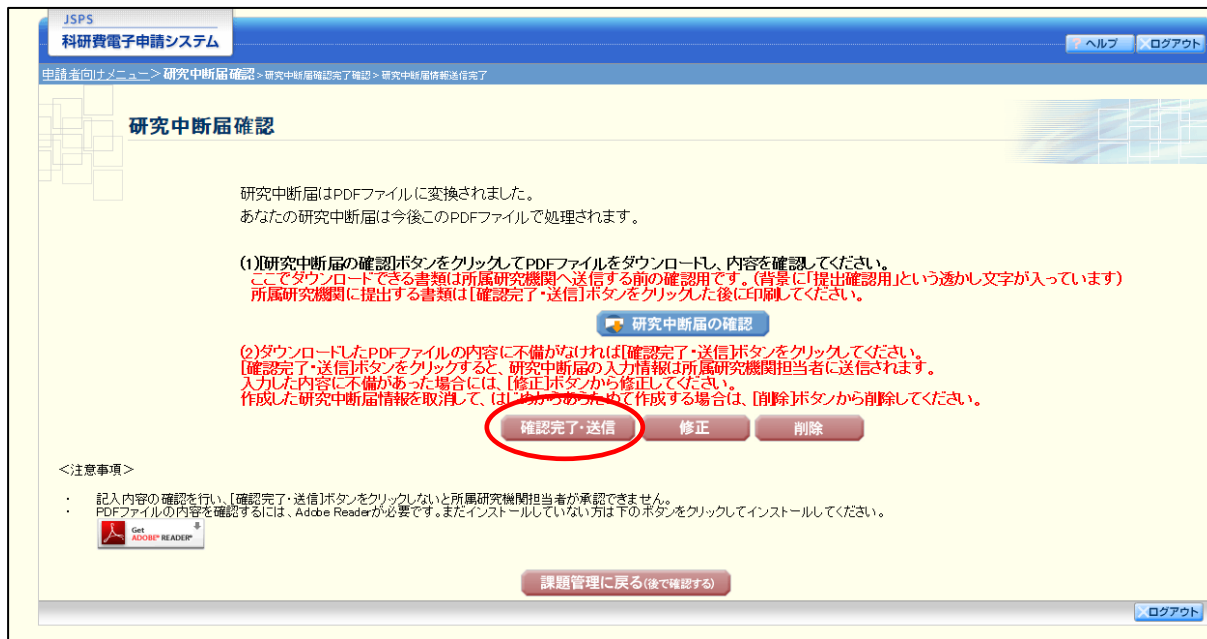 JSPS
科研費電子申請システム
? ヘルプ ログアウト
申請者向けメニュー>研究中断届確認>研究中断届確認完了確認>研究中断届情報送信完了
研究中断届確認
研究中断届はPDFファイルに変換されました。
あなたの研究中断届は今後このPDFファイルで処理されます。
(1)[研究中断届の確認]ボタンをクリックしてPDFファイルをダウンロードし、内容を確認してください。
ここでダウンロードできる書類は所属研究機関へ送信する前の確認用です。(背景に「提出確認用」という透かし文字が入っています)
所属研究機関に提出する書類は[確認完了・送信]ボタンをクリックした後に印刷してください。
研究中断届の確認
(2)ダウンロードしたPDFファイルの内容に不備がなければ[確認完了・送信]ボタンをクリックしてください。
[確認完了・送信]ボタンをクリックすると、研究中断届の入力情報は所属研究機関担当者に送信されます。
入力した内容に不備があった場合には、[修正]ボタンから修正してください。
作成した研究中断届情報を取消して、はじめからあらためて作成する場合は、[削除]ボタンから削除してください。
確認完了・送信 修正 削除
<注意事項>
・ 記入内容の確認を行い、[確認完了・送信]ボタンをクリックしないと所属研究機関担当者が承認できません。
・ PDFファイルの内容を確認するには、Adobe Readerが必要です。まだインストールしていない方は下のボタンをクリックしてインストールしてください。
Get
ADOBE® READER®
課題管理に戻る(後で確認する)
ログアウト